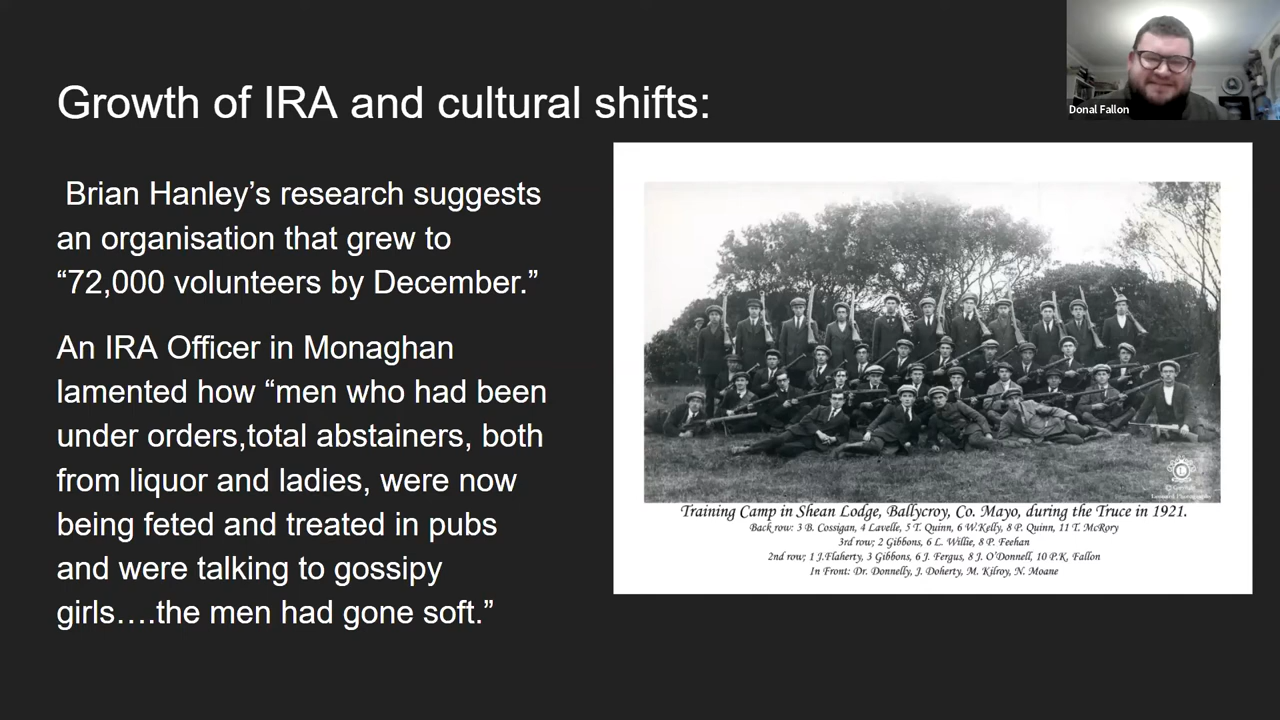 Donal Fallon
Growth of IRA and cultural shifts:
Brian Hanley’s research suggests
an organisation that grew to
“72,000 volunteers by December.”
An IRA Officer in Monaghan
lamented how “men who had been
under orders,total abstainers, both
from liquor and ladies, were now
being feted and treated in pubs
and were talking to gossipy
girls….the men had gone soft.”
Training Camp in Shean Lodge, Ballycroy, Co. Mayo, during the Truce in 1921.
Back row: 3 B. Cossigan, 4 Lavelle, 5 T. Quinn, 6 W.Kelly, 8 P. Quinn, 11 T. McRory
3rd row; 2 Gibbons, 6 L. Willie, 8 P. Feehan
2nd row; 1 J.Flaherty, 3 Gibbons, 6 J. Fergus, 8 J. O'Donnell, 10 P.K. Fallon
In Front: Dr. Donnelly, J. Doherty, M. Kilroy, N. Moane